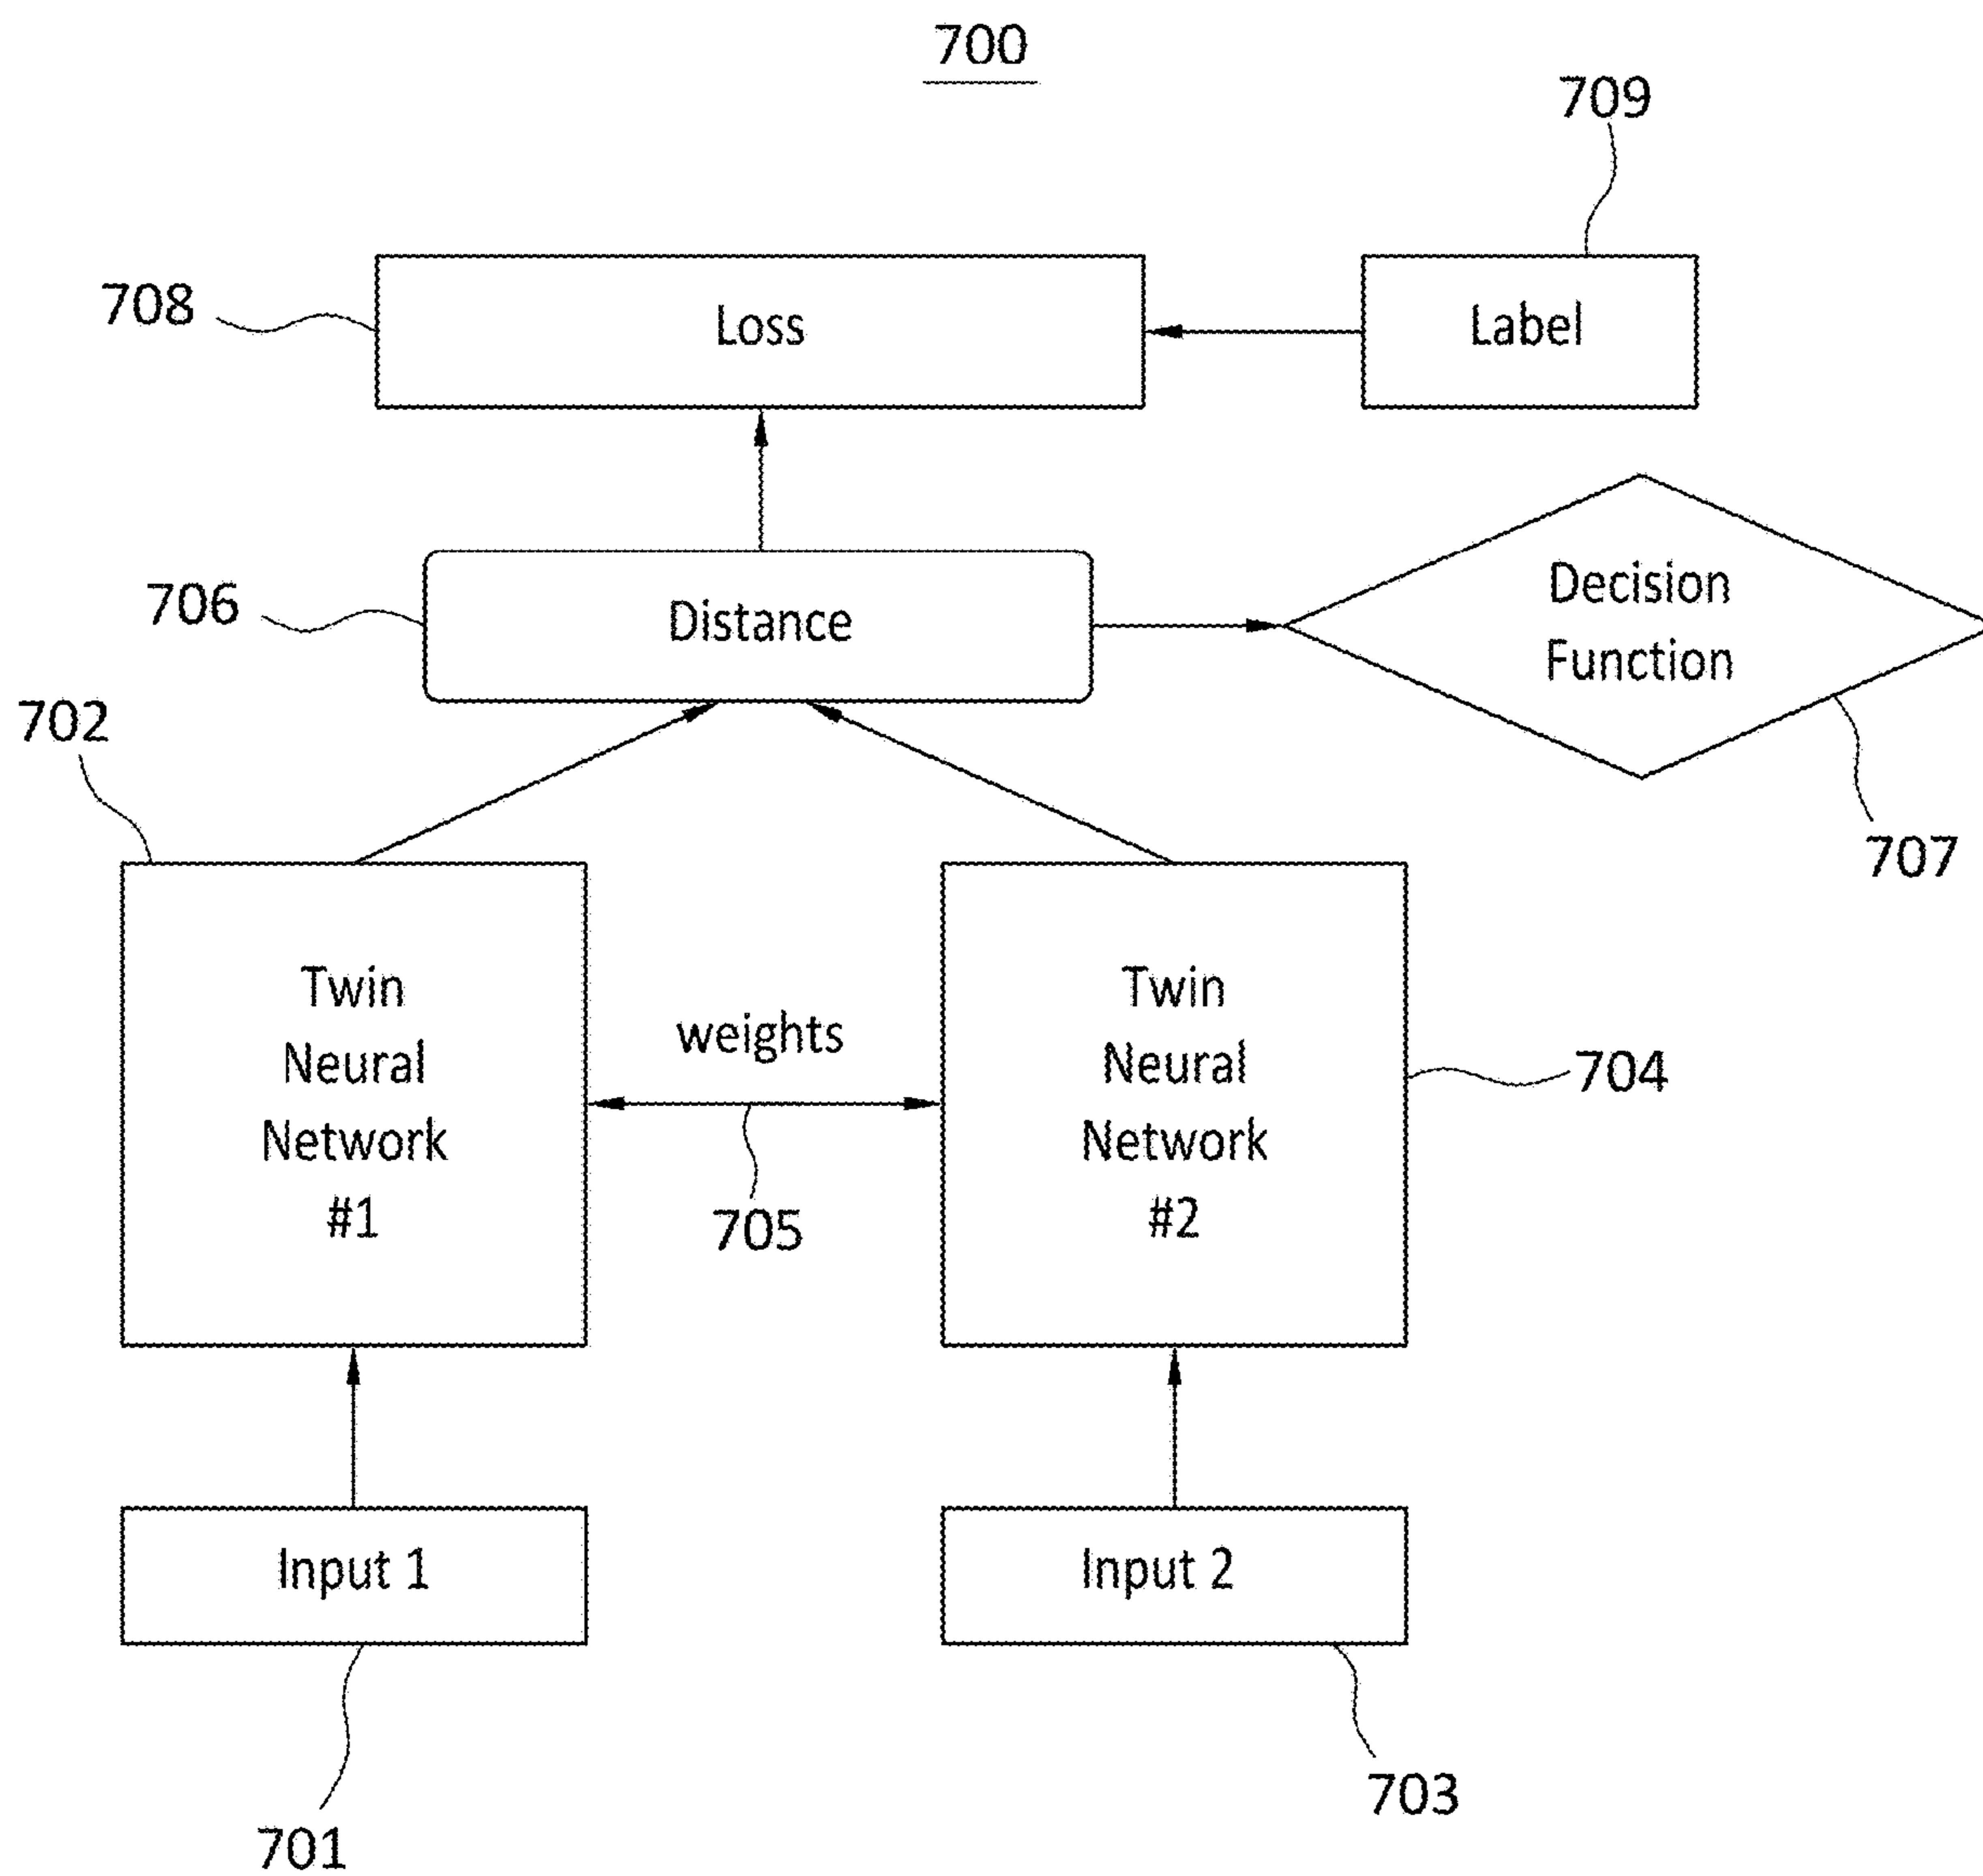 700
709
708
Loss
Label
706
Distance
Decision
Function
702
707
Twin
Neural
Network
#1
weights
705
Twin
Neural
Network
#2
704
Input 1
Input 2
701
703